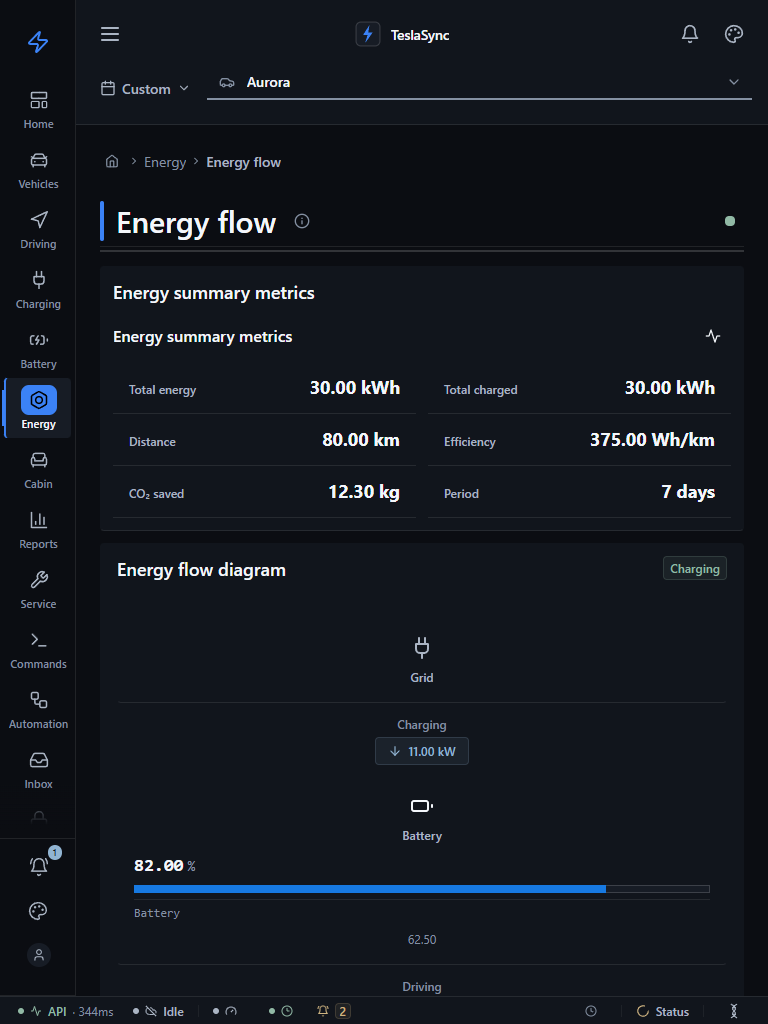 TeslaSync
Custom
Aurora
Home
Vehicles
Driving
Charging
Battery
Energy
Cabin
Reports
Service
Commands
Automation
Inbox
1
Energy
Energy flow
Energy flow
Energy summary metrics
Energy summary metrics
Total energy 30.00 kWh
Total charged 30.00 kWh
Distance 80.00 km
Efficiency 375.00 Wh/km
CO₂ saved 12.30 kg
Period 7 days
Energy flow diagram
Charging
Grid
Charging
11.00 kW
Battery
82.00 %
Battery
62.50
Driving
API · 344ms
Idle
2
Status